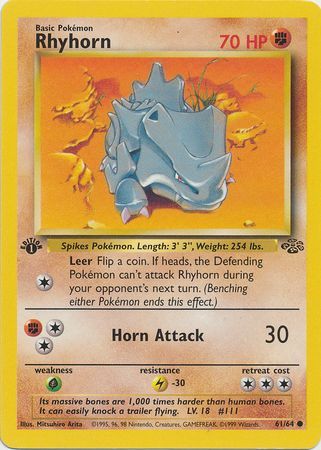 Basic Pokémon
Rhyhorn 70 HP
EDITION
1
Spikes Pokémon. Length: 3' 3", Weight: 254 lbs.
Leer Flip a coin. If heads, the Defending
Pokémon can't attack Rhyhorn during
your opponent's next turn. (Benching
either Pokémon ends this effect.)
Horn Attack 30
weakness resistance retreat cost
-30
Its massive bones are 1,000 times harder than human bones.
It can easily knock a trailer flying. LV. 18 #111
Illus. Mitsuhiro Arita ©1995, 96, 98 Nintendo, Creatures, GAMEFREAK. ©1999 Wizards. 61/64